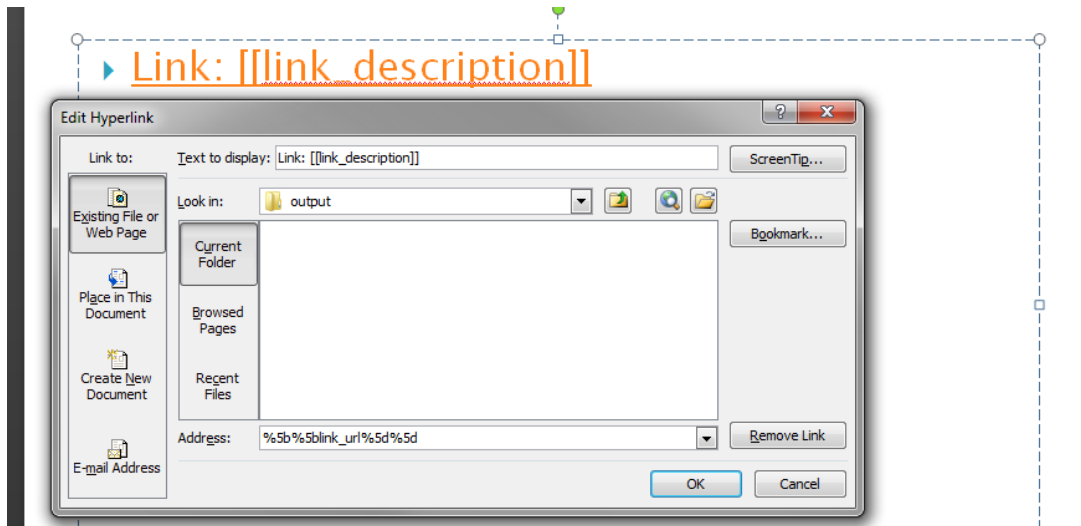 Link: [[link_description]]
Edit Hyperlink
?
Link to:
Text to display: Link: [[link_description]]
ScreenTip...
Existing File or
Web Page
Look in:
output
Current
Folder
Bookmark...
Place in This
Document
Browsed
Pages
Create New
Document
Recent
Files
Address: %5b%5blink_url%5d%5d
Remove Link
E-mail Address
OK
Cancel